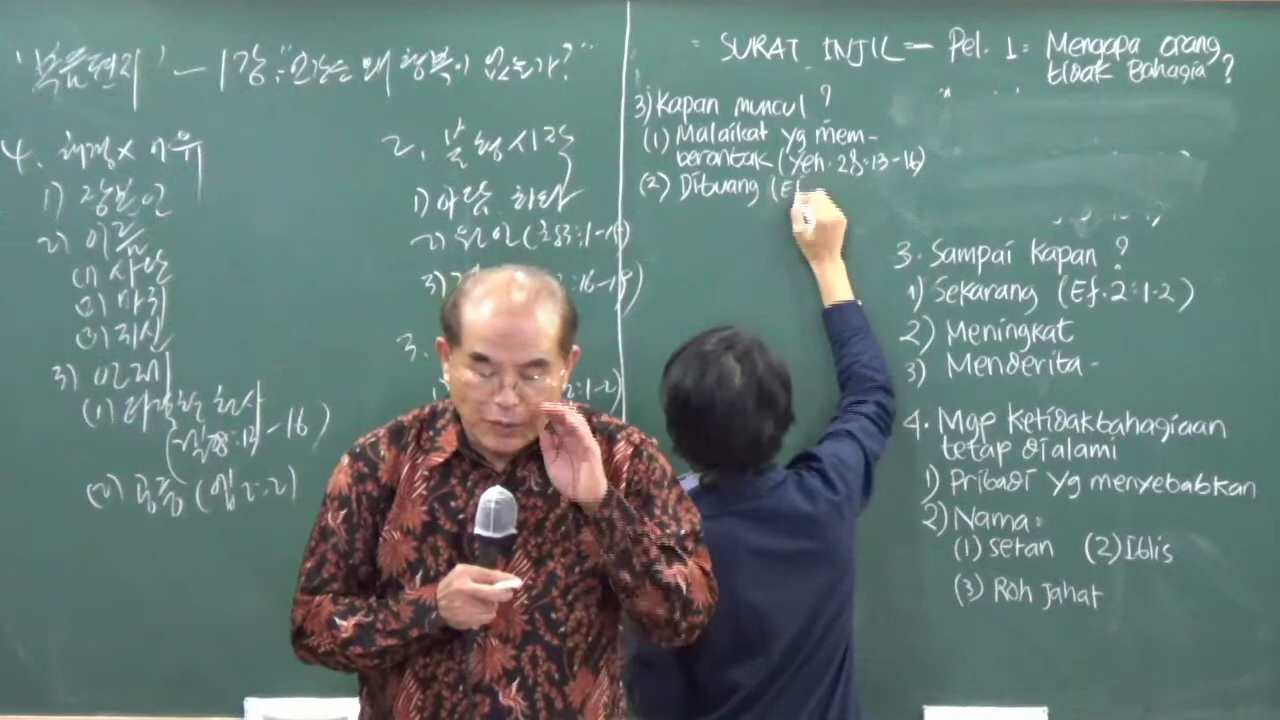 '복음편지' - 1강: "인간은 왜 행복이 없는가?"
4. 해결X 이유
1) 장본인
2) 이름
(1) 사단
(2) 마귀
(3) 귀신
3) 언제
(1) 타락한 천사
(겔28:13-16)
(2) 공중 (엡2:2)
2. 불행시작
1) 아담, 하와
2) 원인 (창3:1-15)
3)
:16-18)
3.
2:1-2)
= SURAT INJIL = Pel. 1: Mengapa orang
tidak Bahagia?
3) Kapan muncul ?
(1) Malaikat yg mem-
berontak (Yeh. 28:13-16)
(2) Dibuang (Ef
3. Sampai Kapan ?
1) Sekarang (Ef. 2:1-2)
2) Meningkat
3) Menderita -
4. Mgp Ketidakbahagiaan
tetap dialami
1) Pribadi Yg menyebabkan
2) Nama:
(1) Setan (2) Iblis
(3) Roh Jahat